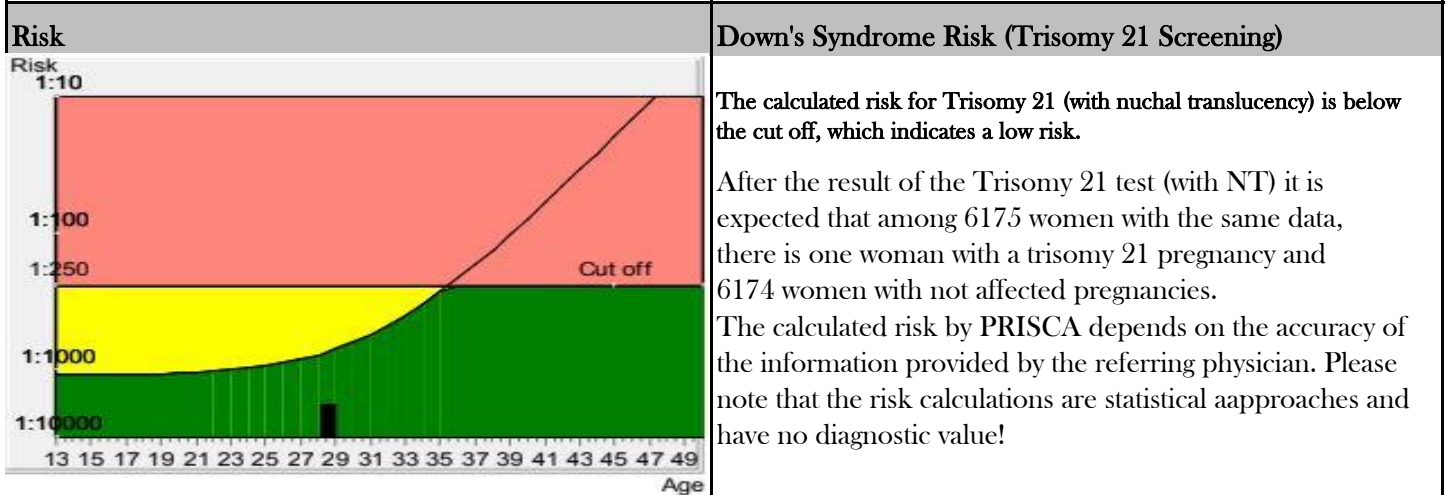 Risk
Risk
1:10
1:100
1:250
Cut off
1:1000
1:10000
13 15 17 19 21 23 25 27 29 31 33 35 37 39 41 43 45 47 49
Age
Down's Syndrome Risk (Trisomy 21 Screening)
The calculated risk for Trisomy 21 (with nuchal translucency) is below
the cut off, which indicates a low risk.
After the result of the Trisomy 21 test (with NT) it is
expected that among 6175 women with the same data,
there is one woman with a trisomy 21 pregnancy and
6174 women with not affected pregnancies.
The calculated risk by PRISCA depends on the accuracy of
the information provided by the referring physician. Please
note that the risk calculations are statistical aapproaches and
have no diagnostic value!